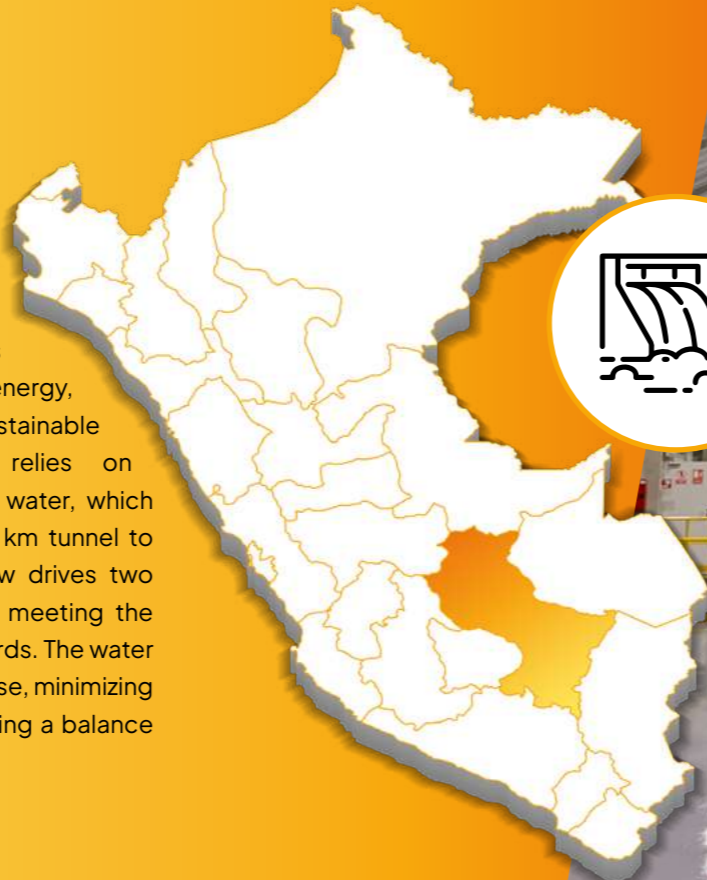 energy,
stainable
relies on
water, which
km tunnel to
w drives two
meeting the
rds. The water
se, minimizing
ing a balance